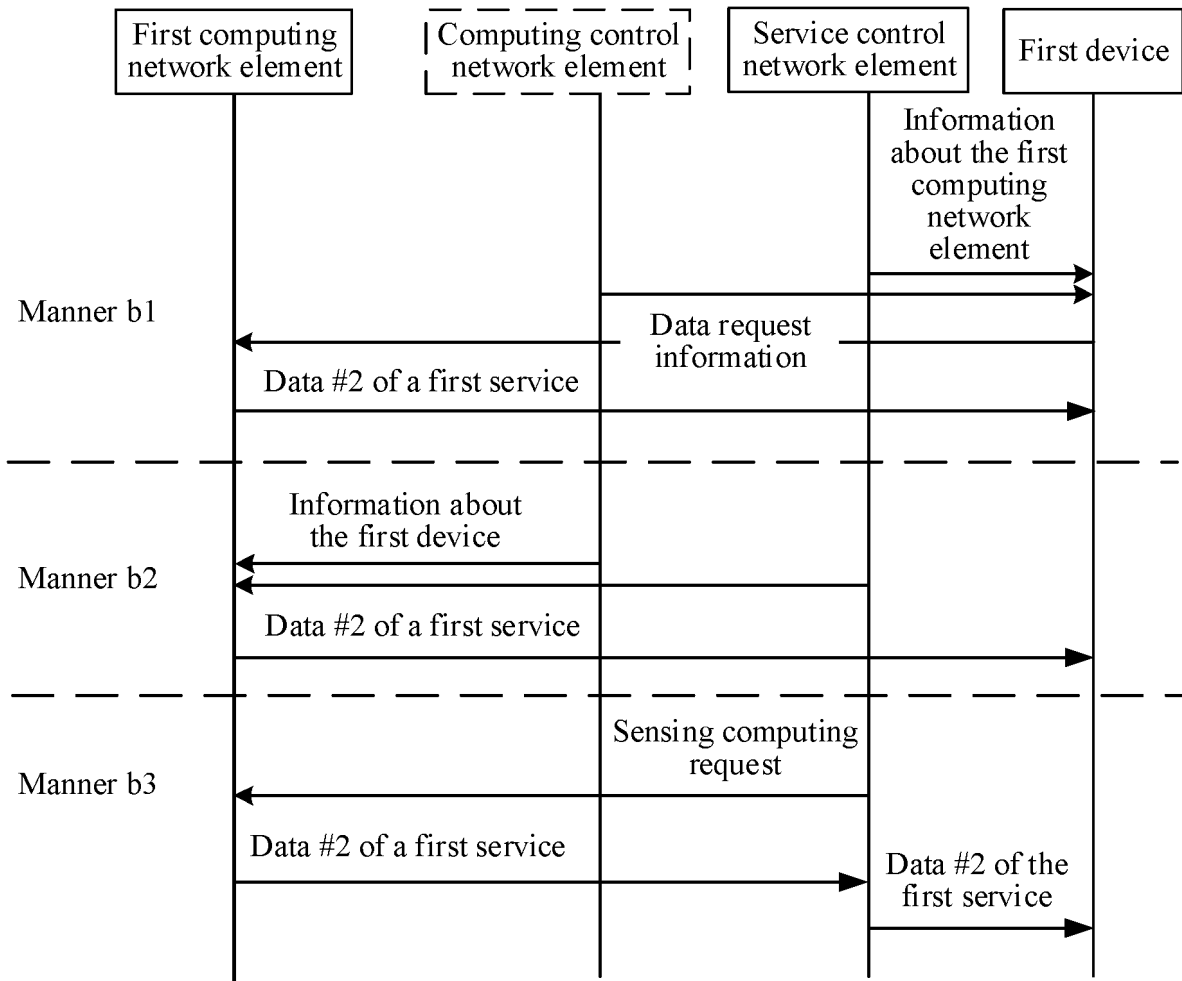 First computing
network element
Computing control
network element
Service control
network element
First device
Information
about the first
computing
network
element
Manner b1
Data request
information
Data #2 of a first service
Information about
the first device
Manner b2
Data #2 of a first service
Sensing computing
request
Manner b3
Data #2 of a first service
Data #2 of the
first service